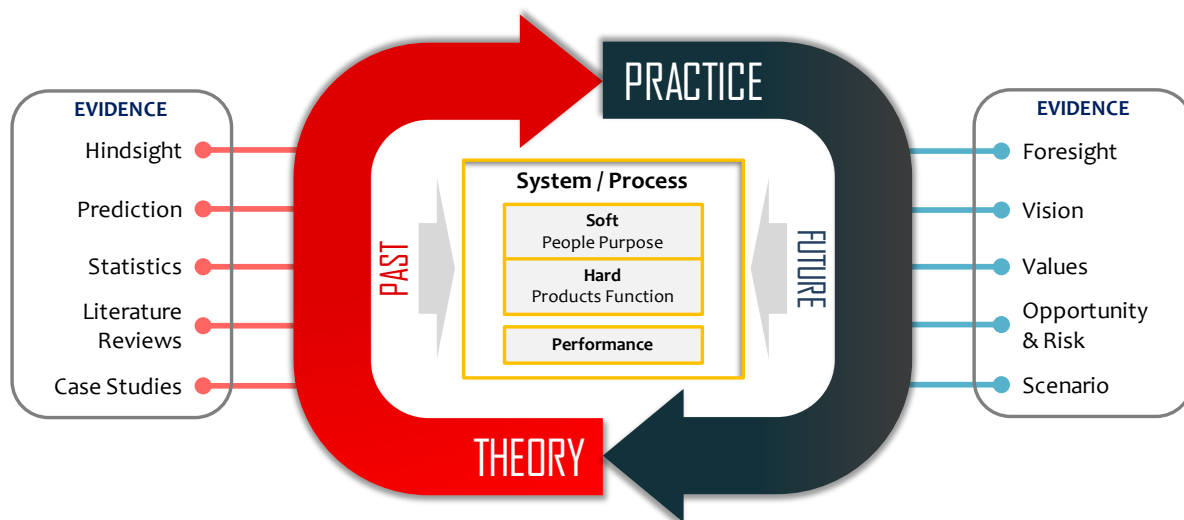 EVIDENCE
Hindsight
Prediction
Statistics
Literature
Reviews
Case Studies
PAST
THEORY
PRACTICE
System / Process
Soft
People Purpose
Hard
Products Function
Performance
FUTURE
EVIDENCE
Foresight
Vision
Values
Opportunity
& Risk
Scenario